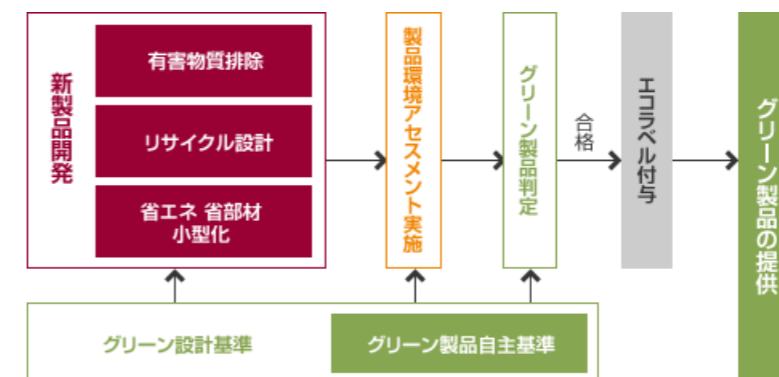 新製品開発
有害物質排除
リサイクル設計
省エネ 省部材
小型化
製品環境アセスメント実施
グリーン製品判定
合格
エコラベル付与
グリーン製品の提供
グリーン設計基準
グリーン製品自主基準